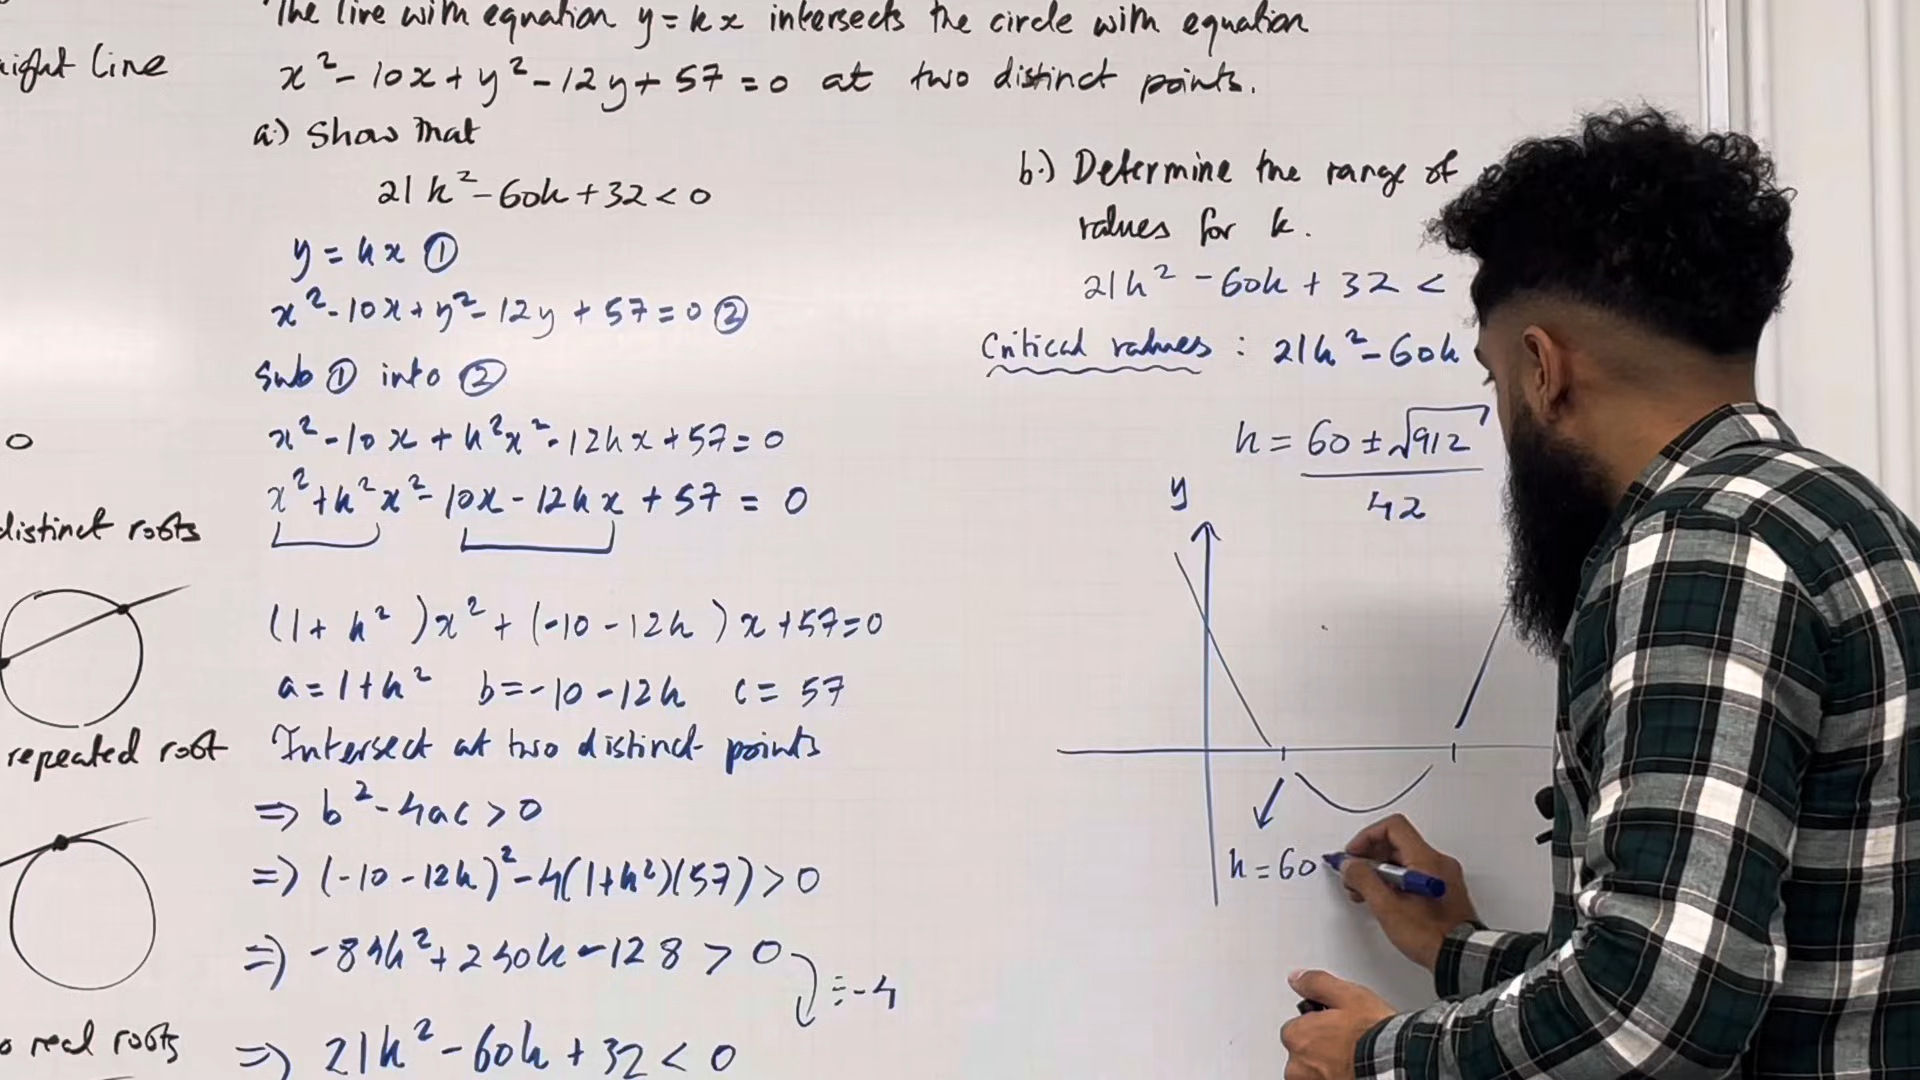 The line with equation y = kx intersects the circle with equation
x² - 10x + y² - 12y + 57 = 0 at two distinct points.
a.) Show that
21k² - 60k + 32 < 0
y = kx ①
x² - 10x + y² - 12y + 57 = 0 ②
sub ① into ②
x² - 10x + k²x² - 12kx + 57 = 0
x² + k²x² - 10x - 12kx + 57 = 0
(1 + k²)x² + (-10 - 12k)x + 57 = 0
a = 1 + k² b = -10 - 12k c = 57
Intersect at two distinct points
⇒ b² - 4ac > 0
⇒ (-10 - 12k)² - 4(1 + k²)(57) > 0
⇒ -84k² + 240k - 128 > 0
÷ -4
⇒ 21k² - 60k + 32 < 0
b.) Determine the range of
values for k.
21k² - 60k + 32 <
Critical values : 21k² - 60k
k = 60 ± √912
42
y
k = 60
line
0
distinct roots
repeated root
real roots